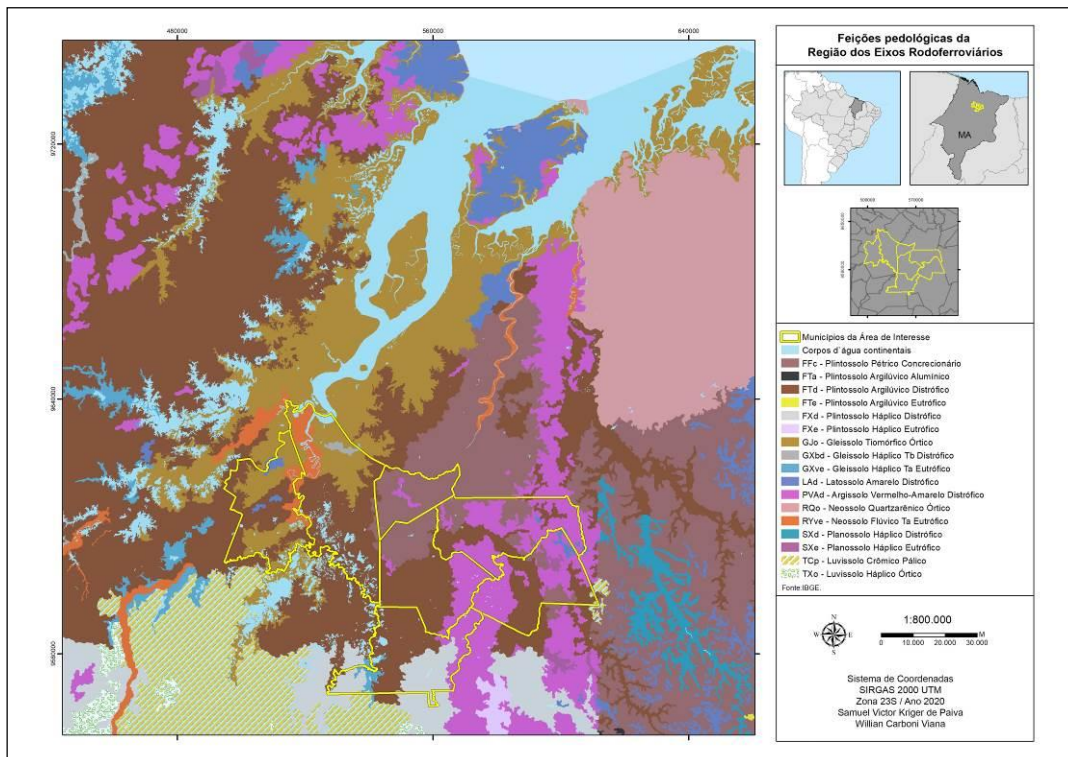 480000 560000 640000
9720000
9640000
9560000
Feições pedológicas da
Região dos Eixos Rodoferroviários
MA
Municípios da Área de Interesse
Corpos d´água continentais
FFc - Plintossolo Pétrico Concrecionário
FTa - Plintossolo Argilúvico Alumínico
FTd - Plintossolo Argilúvico Distrófico
FTe - Plintossolo Argilúvico Eutrófico
FXd - Plintossolo Háplico Distrófico
FXe - Plintossolo Háplico Eutrófico
GJo - Gleissolo Tiomórfico Órtico
GXbd - Gleissolo Háplico Tb Distrófico
GXve - Gleissolo Háplico Ta Eutrófico
LAd - Latossolo Amarelo Distrófico
PVAd - Argissolo Vermelho-Amarelo Distrófico
RQo - Neossolo Quartzarênico Órtico
RYve - Neossolo Flúvico Ta Eutrófico
SXd - Planossolo Háplico Distrófico
SXe - Planossolo Háplico Eutrófico
TCp - Luvissolo Crômico Pálico
TXo - Luvissolo Háplico Órtico
Fonte:IBGE.
N
W E
S
1:800.000
0 10.000 20.000 30.000 M
Sistema de Coordenadas
SIRGAS 2000 UTM
Zona 23S / Ano 2020
Samuel Victor Kriger de Paiva
Willian Carboni Viana